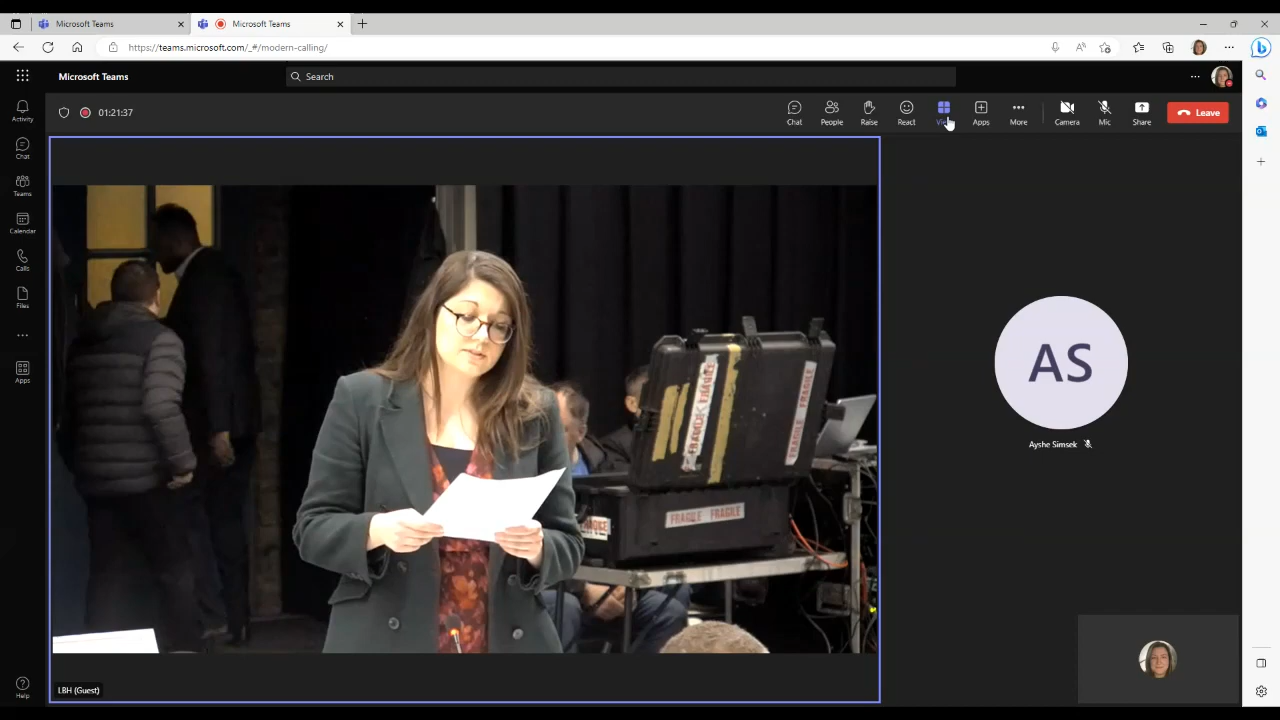 Microsoft Teams
Microsoft Teams
https://teams.microsoft.com/_#/modern-calling/
Microsoft Teams
Search
01:21:37
Chat
People
Raise
React
Apps
More
Camera
Mic
Share
Leave
Activity
Chat
Teams
Calendar
Calls
Files
Apps
Help
FRAGILE FRAGILE
FRAGILE
FRAGILE
FRAGILE FRAGILE
AS
Ayshe Simsek
LBH (Guest)